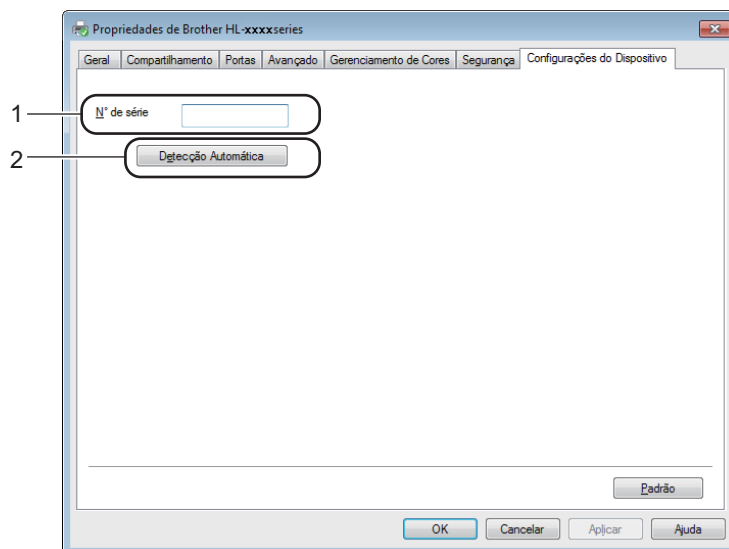 Propriedades de Brother HL-xxxxseries
Geral Compartilhamento Portas Avançado Gerenciamento de Cores Segurança Configurações do Dispositivo
1 N° de série
2 Detecção Automática
Padrão
OK Cancelar Aplicar Ajuda